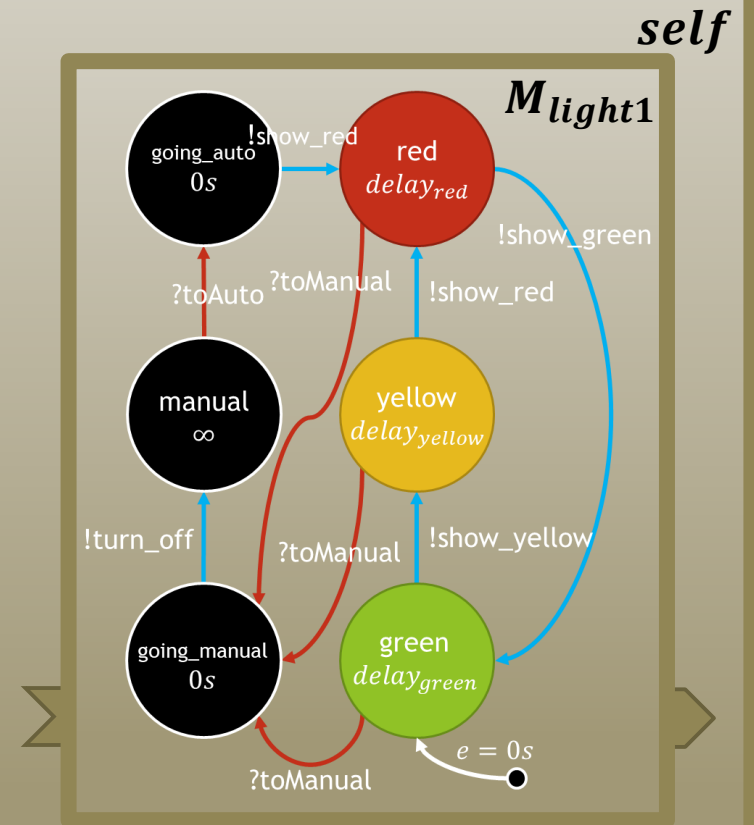 self
M_light1
!show_red
going_auto
0s
red
delay_red
!show_green
?toAuto
?toManual
!show_red
manual
∞
yellow
delay_yellow
!turn_off
?toManual
!show_yellow
going_manual
0s
green
delay_green
e = 0s
?toManual